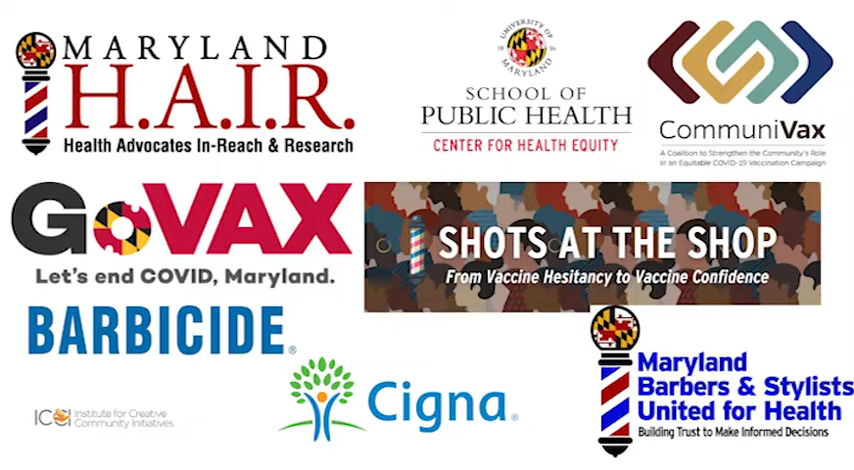 MARYLAND
H.A.I.R.
Health Advocates In-Reach & Research
UNIVERSITY OF
18 56
MARYLAND
SCHOOL OF
PUBLIC HEALTH
CENTER FOR HEALTH EQUITY
CommuniVax
A Coalition to Strengthen the Community's Role
in an Equitable COVID-19 Vaccination Campaign
GoVAX
Let's end COVID, Maryland.
SHOTS AT THE SHOP
From Vaccine Hesitancy to Vaccine Confidence
BARBICIDE®
ICCI Institute for Creative
Community Initiatives
Cigna®
Maryland
Barbers & Stylists
United for Health
Building Trust to Make Informed Decisions